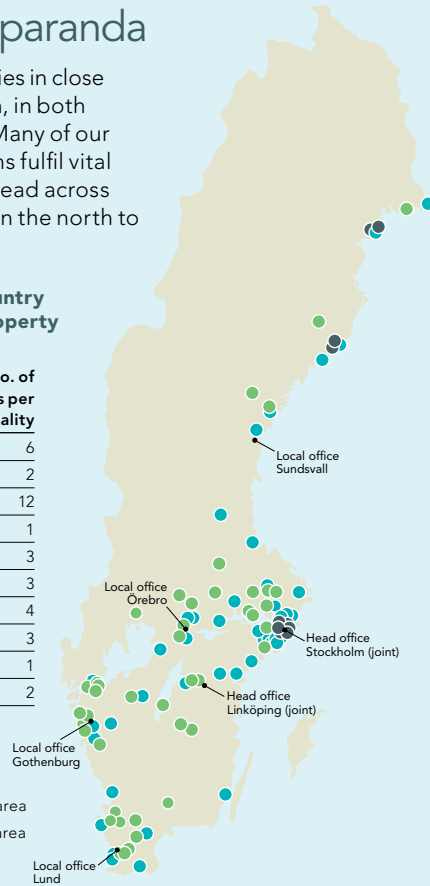 paranda
ies in close
, in both
Many of our
ns fulfil vital
ead across
n the north to
untry
operty
o. of
s per
ality
6
2
12
1
3
3
4
3
1
2
area
area
Local office
Sundsvall
Local office
Örebro
Head office
Stockholm (joint)
Head office
Linköping (joint)
Local office
Gothenburg
Local office
Lund